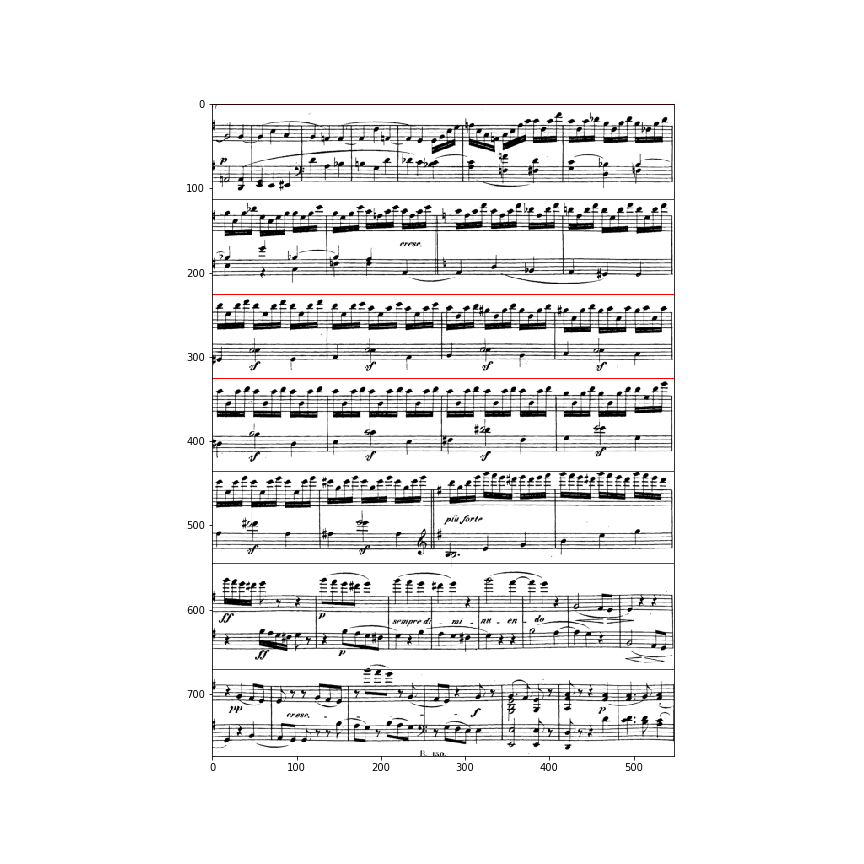 0
p
100
cresc.
200
300
sf sf sf sf
400
sf sf sf sf
più forte
500
sf sf
sempre di - mi - nu - en - do
600
ff p
ff p
700
pp cresc. - - - - f p
B. 150.
0 100 200 300 400 500